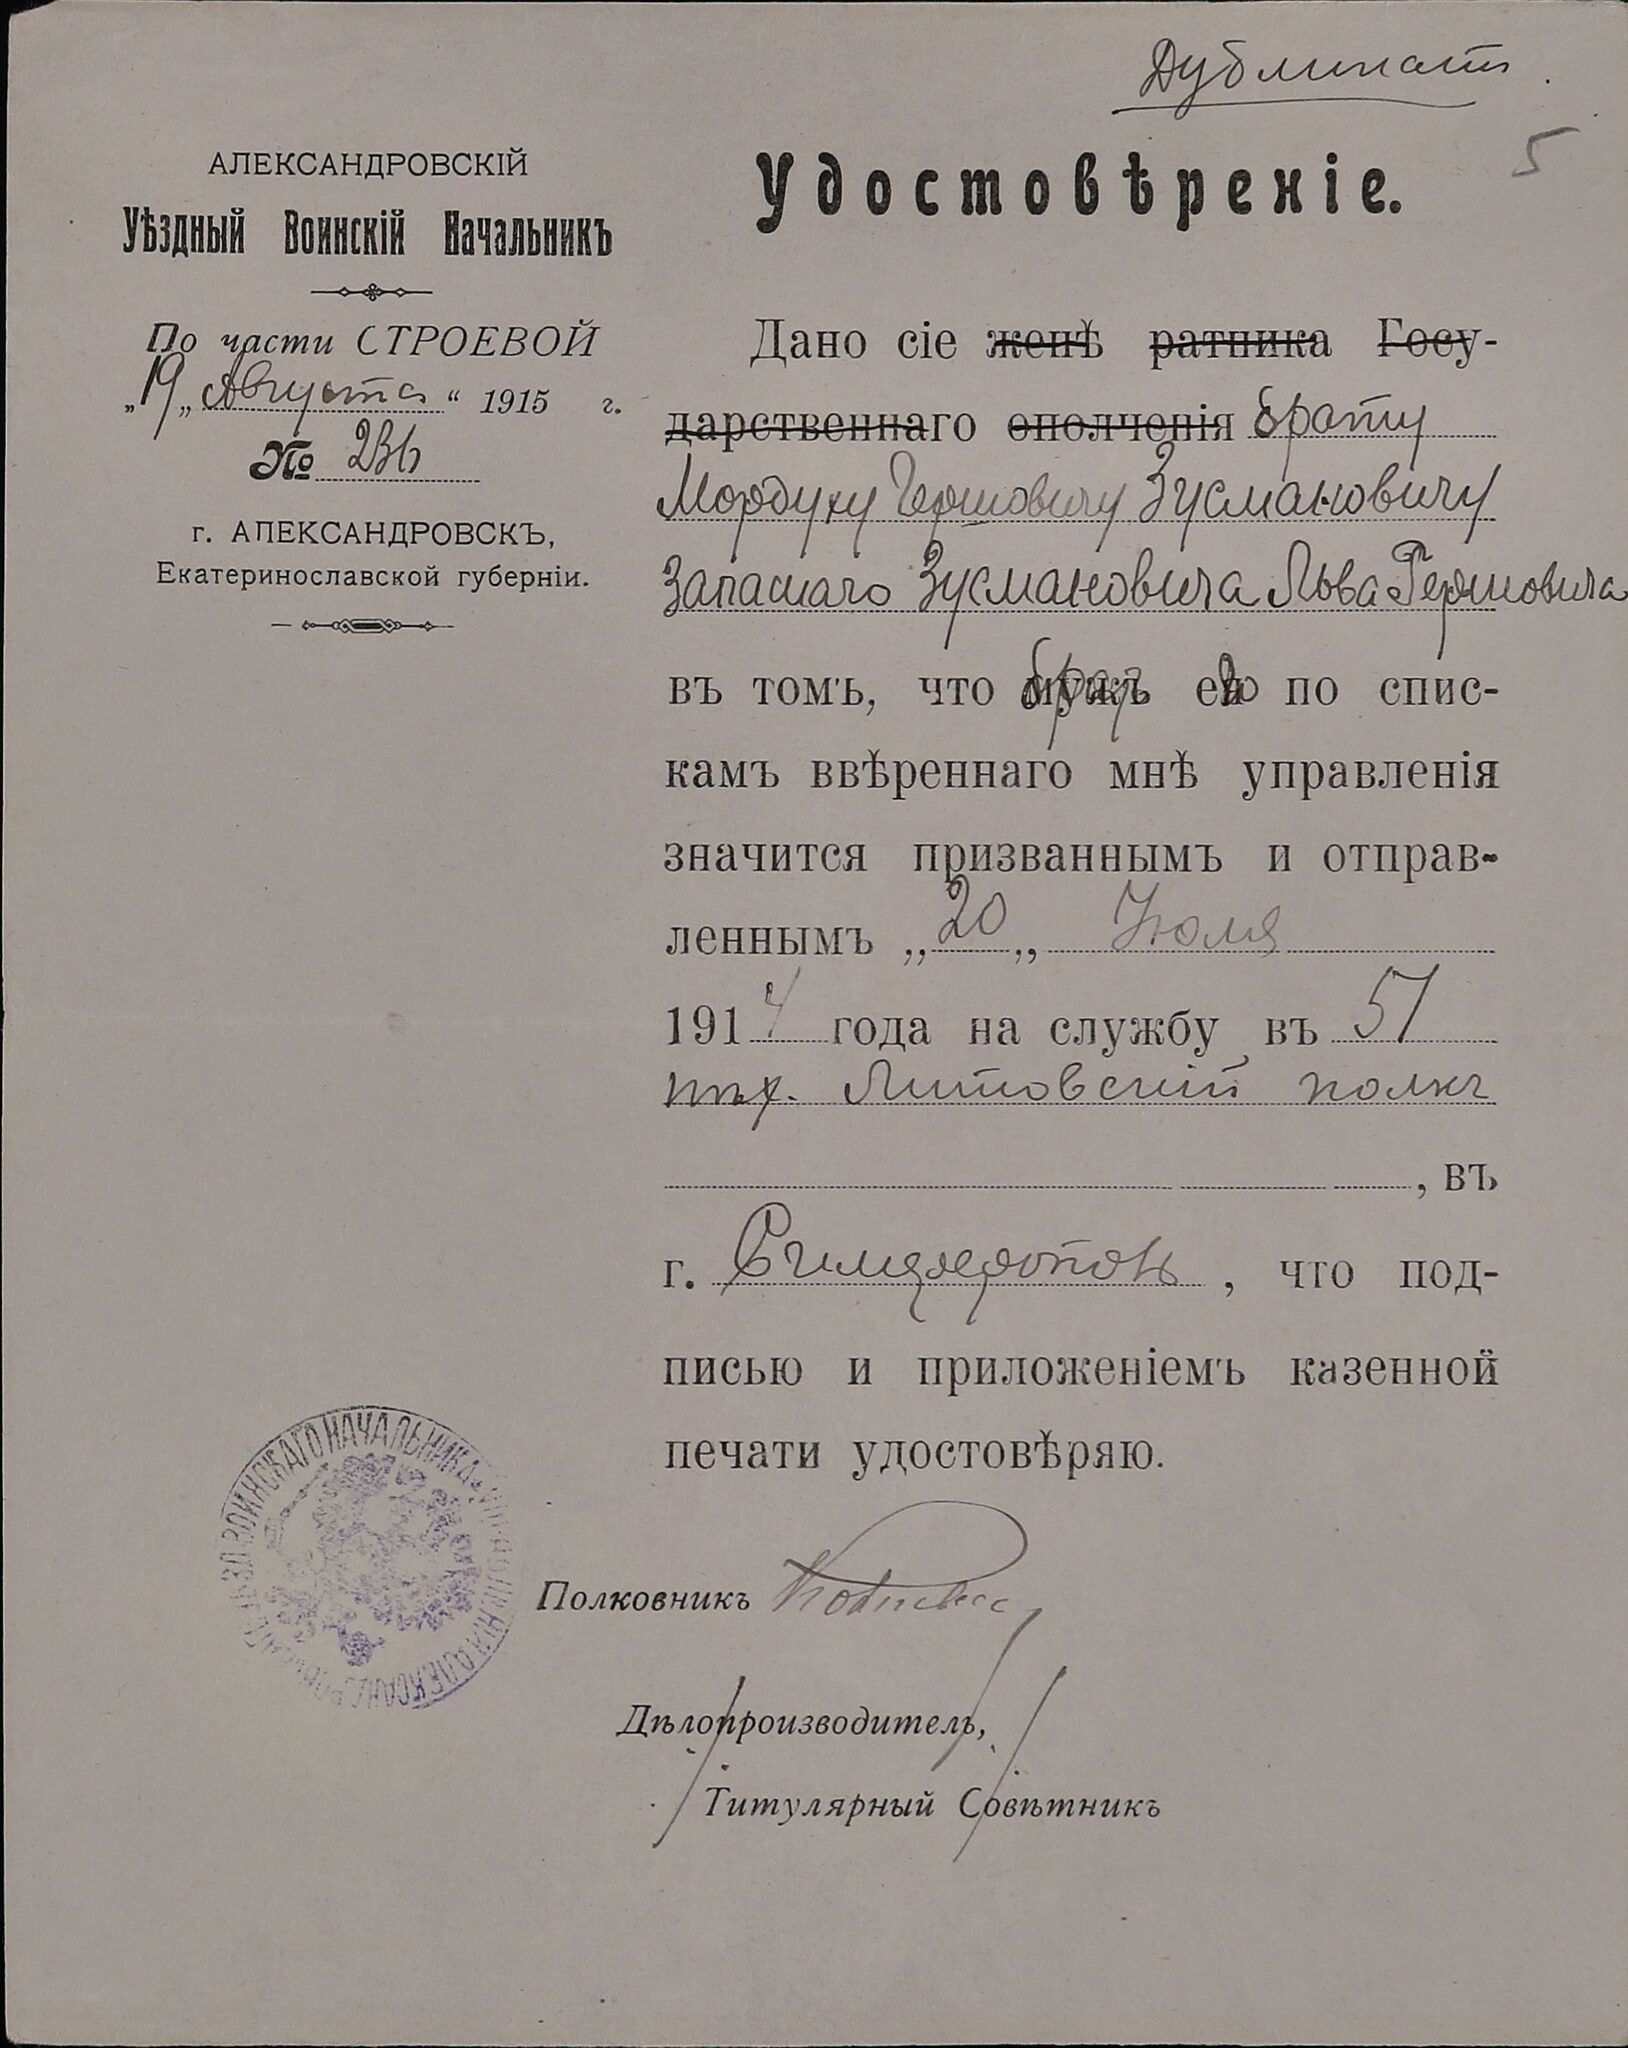 Дубликатъ.
5
АЛЕКСАНДРОВСКІЙ
Уѣздный Воинскій Начальникъ
По части СТРОЕВОЙ
„19„ Августа “ 1915 г.
№ 236
г. АЛЕКСАНДРОВСКЪ,
Екатеринославской губерніи.
Удостовѣреніе.
Дано сіе женѣ ратника Госу-
дарственнаго ополченія брату
Мордуху Гершовичу Зусмановичу
Запаснаго Зусмановича Льва Гершовича
въ томъ, что братъ его по спис-
камъ ввѣреннаго мнѣ управленія
значится призваннымъ и отправ-
леннымъ „20„ Іюля
1914 года на службу въ 51
пѣх. Литовскій полкъ
, въ
г. Симферополь, что под-
писью и приложеніемъ казенной
печати удостовѣряю.
Полковникъ
Дѣлопроизводитель,
Титулярный Совѣтникъ
ВОИНСКАГО НАЧАЛЬНИКА